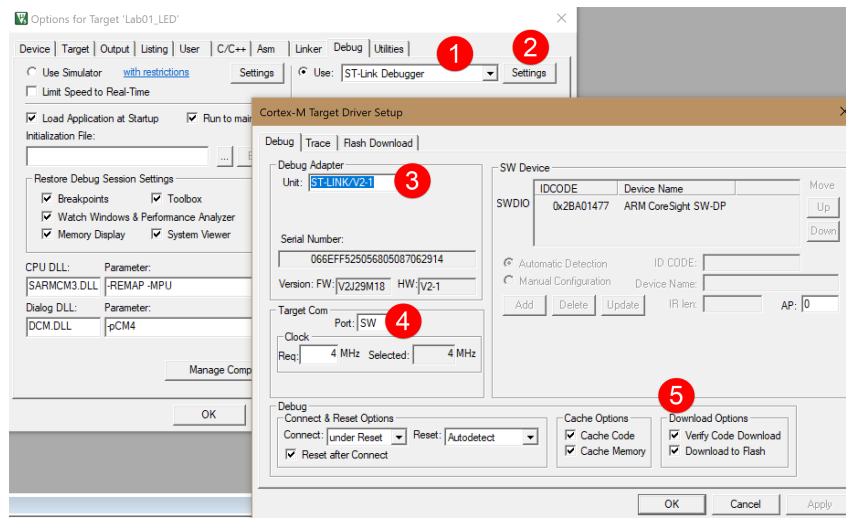 Options for Target 'Lab01_LED'
Device Target Output Listing User C/C++ Asm Linker Debug Utilities
1
2
Use Simulator with restrictions Settings Use: ST-Link Debugger Settings
Limit Speed to Real-Time
Load Application at Startup Run to mai
Initialization File:
...
Restore Debug Session Settings
Breakpoints Toolbox
Watch Windows & Performance Analyzer
Memory Display System Viewer
CPU DLL: Parameter:
SARMCM3.DLL -REMAP -MPU
Dialog DLL: Parameter:
DCM.DLL -pCM4
Manage Comp
OK
Cortex-M Target Driver Setup
Debug Trace Flash Download
Debug Adapter
Unit: ST-LINK/V2-1
3
Serial Number:
066EFF525056805087062914
Version: FW: V2J29M18 HW: V2-1
Target Com
Port: SW
4
Clock
Req: 4 MHz Selected: 4 MHz
SW Device
IDCODE Device Name Move
SWDIO 0x2BA01477 ARM CoreSight SW-DP Up
Down
Automatic Detection ID CODE:
Manual Configuration Device Name:
Add Delete Update IR len: AP: 0
5
Debug
Connect & Reset Options
Connect: under Reset Reset: Autodetect
Reset after Connect
Cache Options
Cache Code
Cache Memory
Download Options
Verify Code Download
Download to Flash
OK Cancel Apply